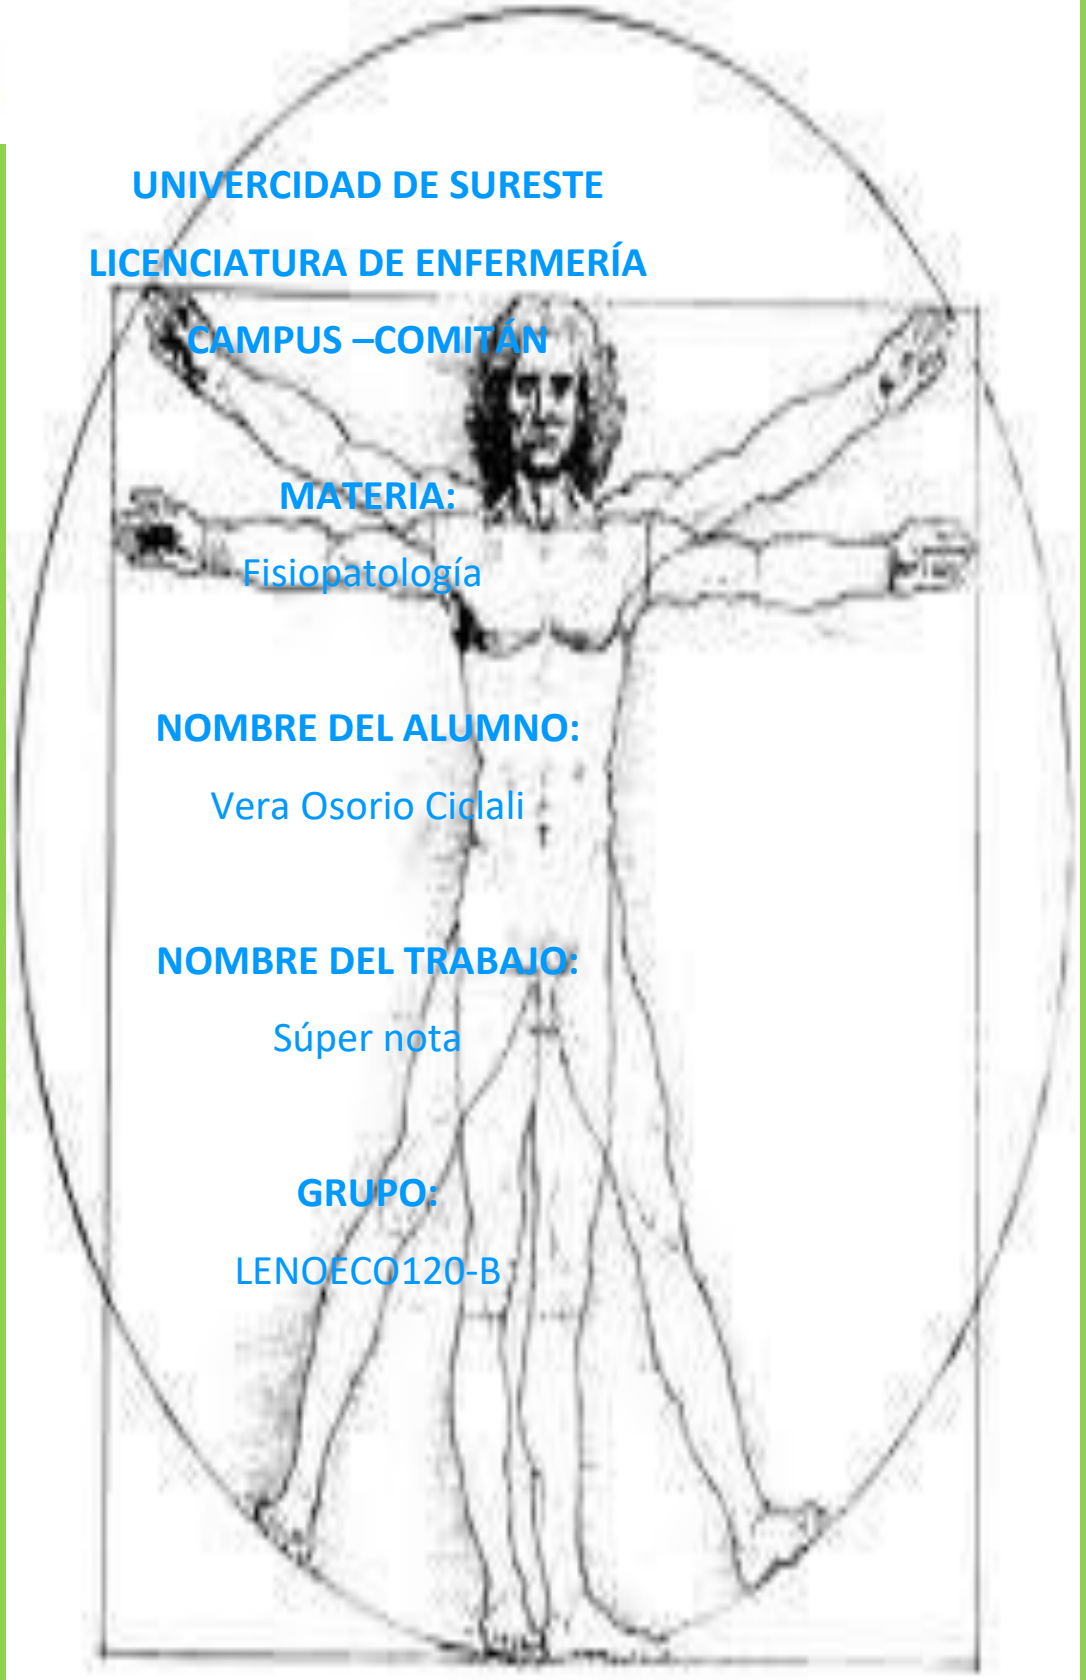 UNIVERCIDAD DE SURESTE
LICENCIATURA DE ENFERMERÍA
CAMPUS –COMITÁN
MATERIA:
Fisiopatología
NOMBRE DEL ALUMNO:
Vera Osorio Ciclali
NOMBRE DEL TRABAJO:
Súper nota
GRUPO:
LENOECO120-B